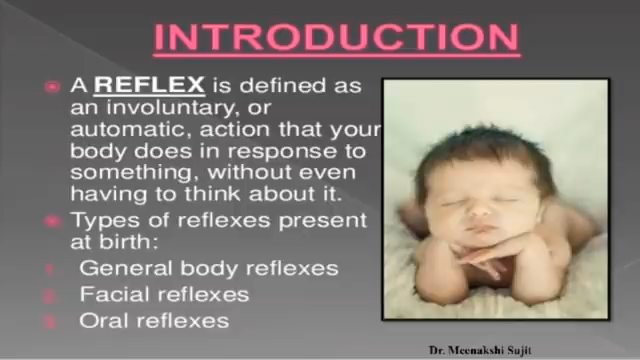 INTRODUCTION
A REFLEX is defined as
an involuntary, or
automatic, action that your
body does in response to
something, without even
having to think about it.
Types of reflexes present
at birth:
1. General body reflexes
2. Facial reflexes
3. Oral reflexes
Dr. Meenakshi Sujit